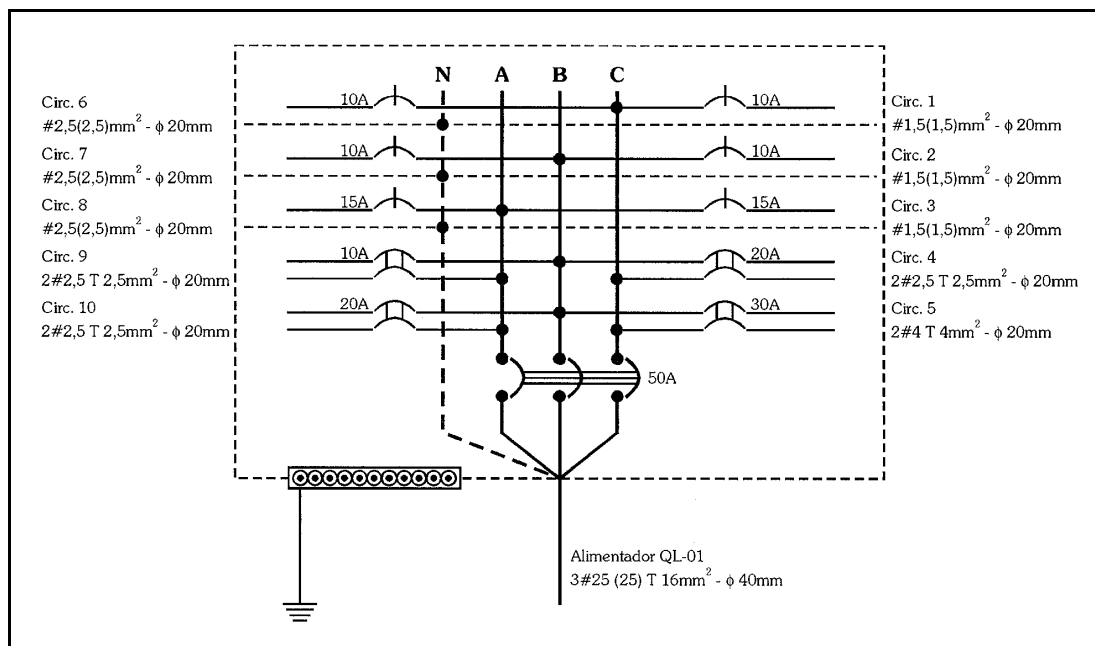 N A B C
Circ. 6
#2,5(2,5)mm² - ϕ 20mm
10A
10A
Circ. 1
#1,5(1,5)mm² - ϕ 20mm
Circ. 7
#2,5(2,5)mm² - ϕ 20mm
10A
10A
Circ. 2
#1,5(1,5)mm² - ϕ 20mm
Circ. 8
#2,5(2,5)mm² - ϕ 20mm
15A
15A
Circ. 3
#1,5(1,5)mm² - ϕ 20mm
Circ. 9
2#2,5 T 2,5mm² - ϕ 20mm
10A
20A
Circ. 4
2#2,5 T 2,5mm² - ϕ 20mm
Circ. 10
2#2,5 T 2,5mm² - ϕ 20mm
20A
30A
Circ. 5
2#4 T 4mm² - ϕ 20mm
50A
Alimentador QL-01
3#25 (25) T 16mm² - ϕ 40mm